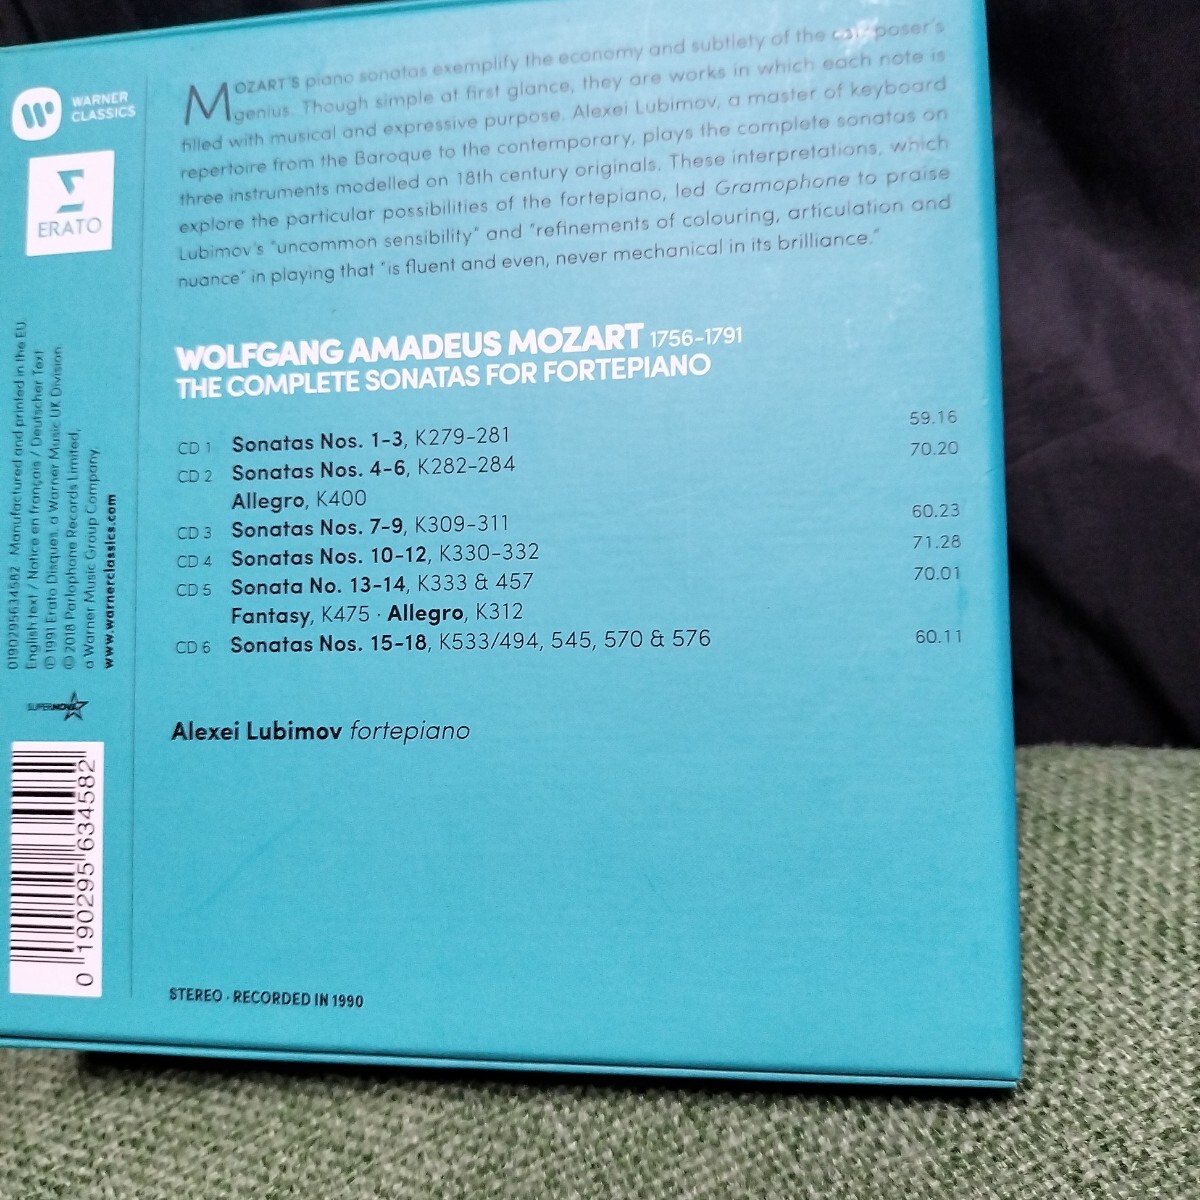 WARNER
CLASSICS
ERATO
MOZART'S piano sonatas exemplify the economy and subtlety of the composer's
genius. Though simple at first glance, they are works in which each note is
filled with musical and expressive purpose. Alexei Lubimov, a master of keyboard
repertoire from the Baroque to the contemporary, plays the complete sonatas on
three instruments modelled on 18th century originals. These interpretations, which
explore the particular possibilities of the fortepiano, led Gramophone to praise
Lubimov's "uncommon sensibility" and "refinements of colouring, articulation and
nuance" in playing that "is fluent and even, never mechanical in its brilliance."
WOLFGANG AMADEUS MOZART 1756-1791
THE COMPLETE SONATAS FOR FORTEPIANO
CD 1 Sonatas Nos. 1-3, K279-281 59.16
CD 2 Sonatas Nos. 4-6, K282-284 70.20
Allegro, K400
CD 3 Sonatas Nos. 7-9, K309-311 60.23
CD 4 Sonatas Nos. 10-12, K330-332 71.28
CD 5 Sonata No. 13-14, K333 & 457 70.01
Fantasy, K475 · Allegro, K312
CD 6 Sonatas Nos. 15-18, K533/494, 545, 570 & 576 60.11
Alexei Lubimov fortepiano
STEREO · RECORDED IN 1990
0190295634582 Manufactured and printed in the EU
English text / Notice en français / Deutscher Text
℗ 1991 Erato Disques, a Warner Music UK Division.
© 2018 Parlophone Records Limited,
a Warner Music Group Company.
www.warnerclassics.com
SUPERNOVA
0 190295 634582